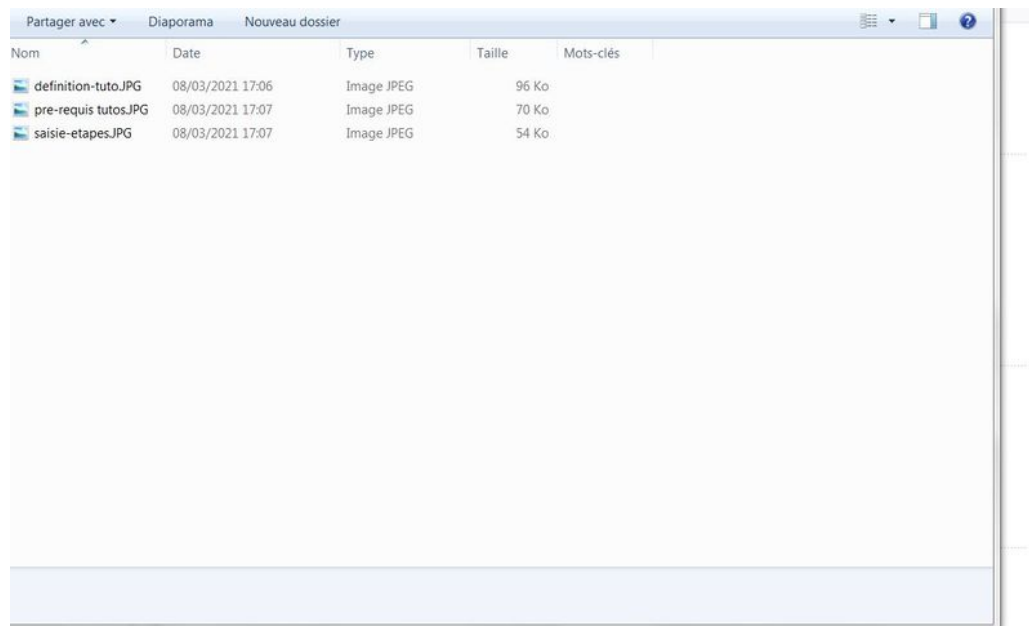 Partager avec Diaporama Nouveau dossier ?
Nom Date Type Taille Mots-clés
definition-tuto.JPG 08/03/2021 17:06 Image JPEG 96 Ko
pre-requis tutos.JPG 08/03/2021 17:07 Image JPEG 70 Ko
saisie-etapes.JPG 08/03/2021 17:07 Image JPEG 54 Ko